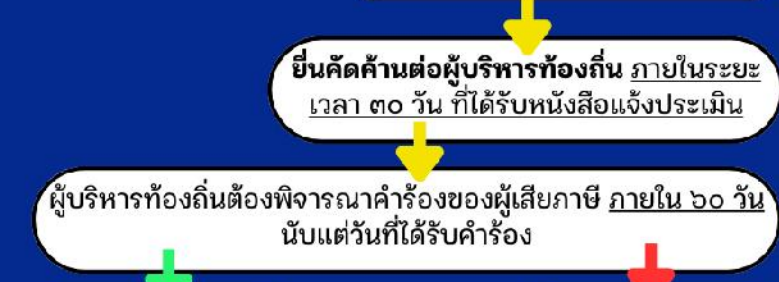 ยื่นคัดค้านต่อผู้บริหารท้องถิ่น ภายในระยะ
เวลา ๓๐ วัน ที่ได้รับหนังสือแจ้งประเมิน
ผู้บริหารท้องถิ่นต้องพิจารณาคำร้องของผู้เสียภาษี ภายใน ๖๐ วัน
นับแต่วันที่ได้รับคำร้อง